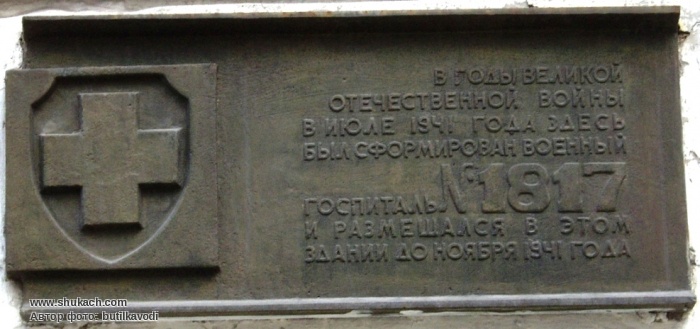 В ГОДЫ ВЕЛИКОЙ
ОТЕЧЕСТВЕННОЙ ВОЙНЫ
В ИЮЛЕ 1941 ГОДА ЗДЕСЬ
БЫЛ СФОРМИРОВАН ВОЕННЫЙ
ГОСПИТАЛЬ №1817
И РАЗМЕЩАЛСЯ В ЭТОМ
ЗДАНИИ ДО НОЯБРЯ 1941 ГОДА
www.shukach.com
Автор фото: butilkavodi